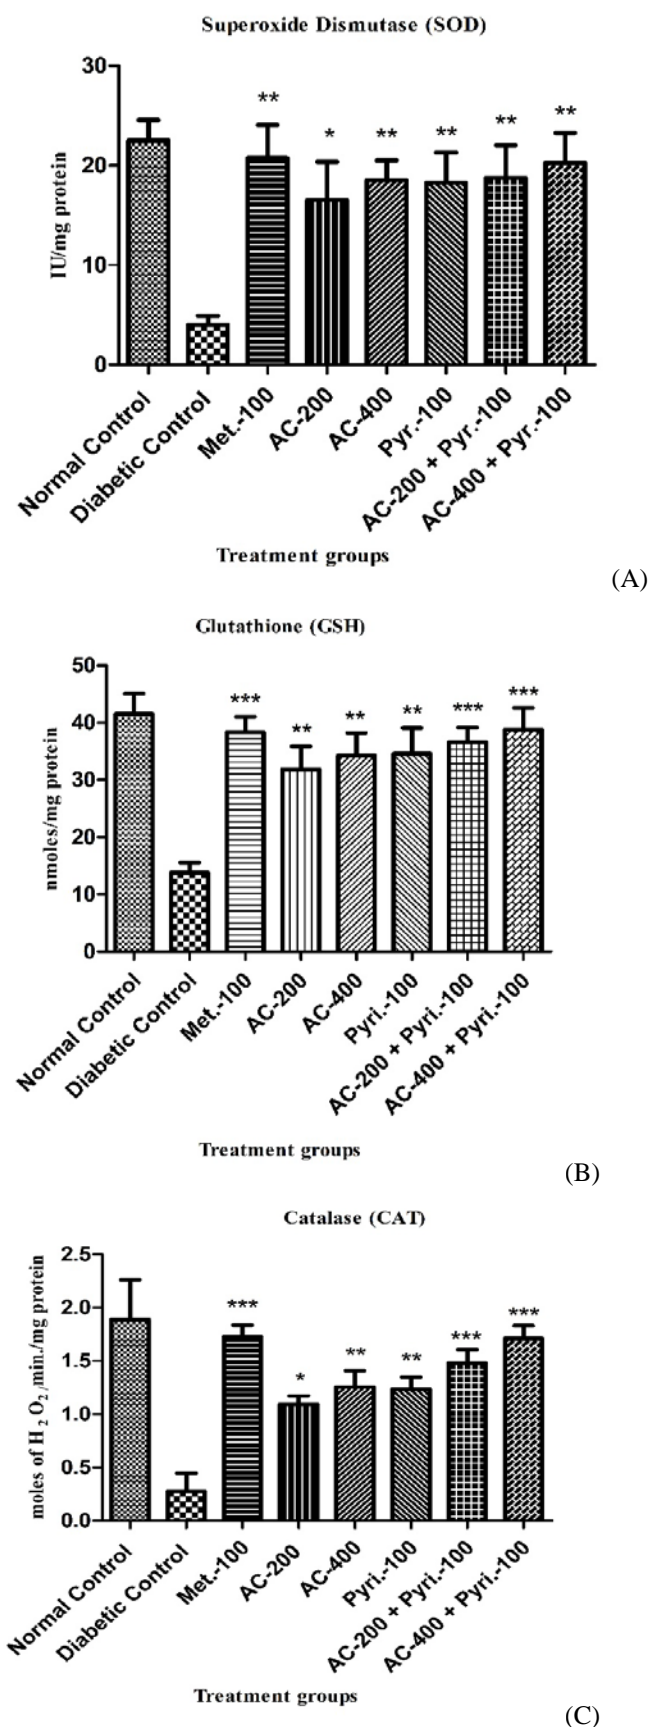 Superoxide Dismutase (SOD)
30
20
10
0
IU/mg protein
** * ** ** ** **
Normal Control
Diabetic Control
Met.-100
AC-200
AC-400
Pyr.-100
AC-200 + Pyr.-100
AC-400 + Pyr.-100
Treatment groups
(A)
Glutathione (GSH)
50
40
30
20
10
0
nmoles/mg protein
*** ** ** ** *** ***
Normal Control
Diabetic Control
Met.-100
AC-200
AC-400
Pyri.-100
AC-200 + Pyri.-100
AC-400 + Pyri.-100
Treatment groups
(B)
Catalase (CAT)
2.5
2.0
1.5
1.0
0.5
0.0
moles of H2O2/min./mg protein
*** * ** ** *** ***
Normal Control
Diabetic Control
Met.-100
AC-200
AC-400
Pyri.-100
AC-200 + Pyri.-100
AC-400 + Pyri.-100
Treatment groups
(C)